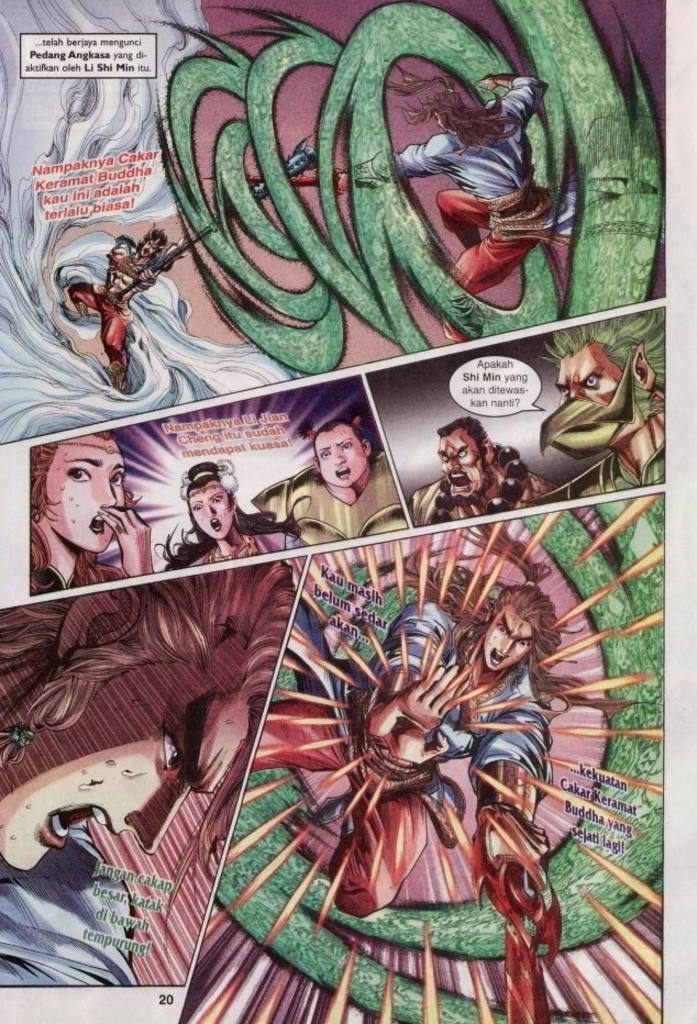 ...telah berjaya mengunci
Pedang Angkasa yang di-
aktifkan oleh Li Shi Min itu.
Nampaknya Cakar
Keramat Buddha
kau ini adalah
terlalu biasa!
Nampaknya Li Jian
Cheng itu sudah
mendapat kuasa!
Apakah
Shi Min yang
akan ditewas-
kan nanti?
Kau masih
belum sedar
akan...
...kekuatan
Cakar Keramat
Buddha yang
sejati lagi!
Jangan cakap
besar, katak
di bawah
tempurung!
20